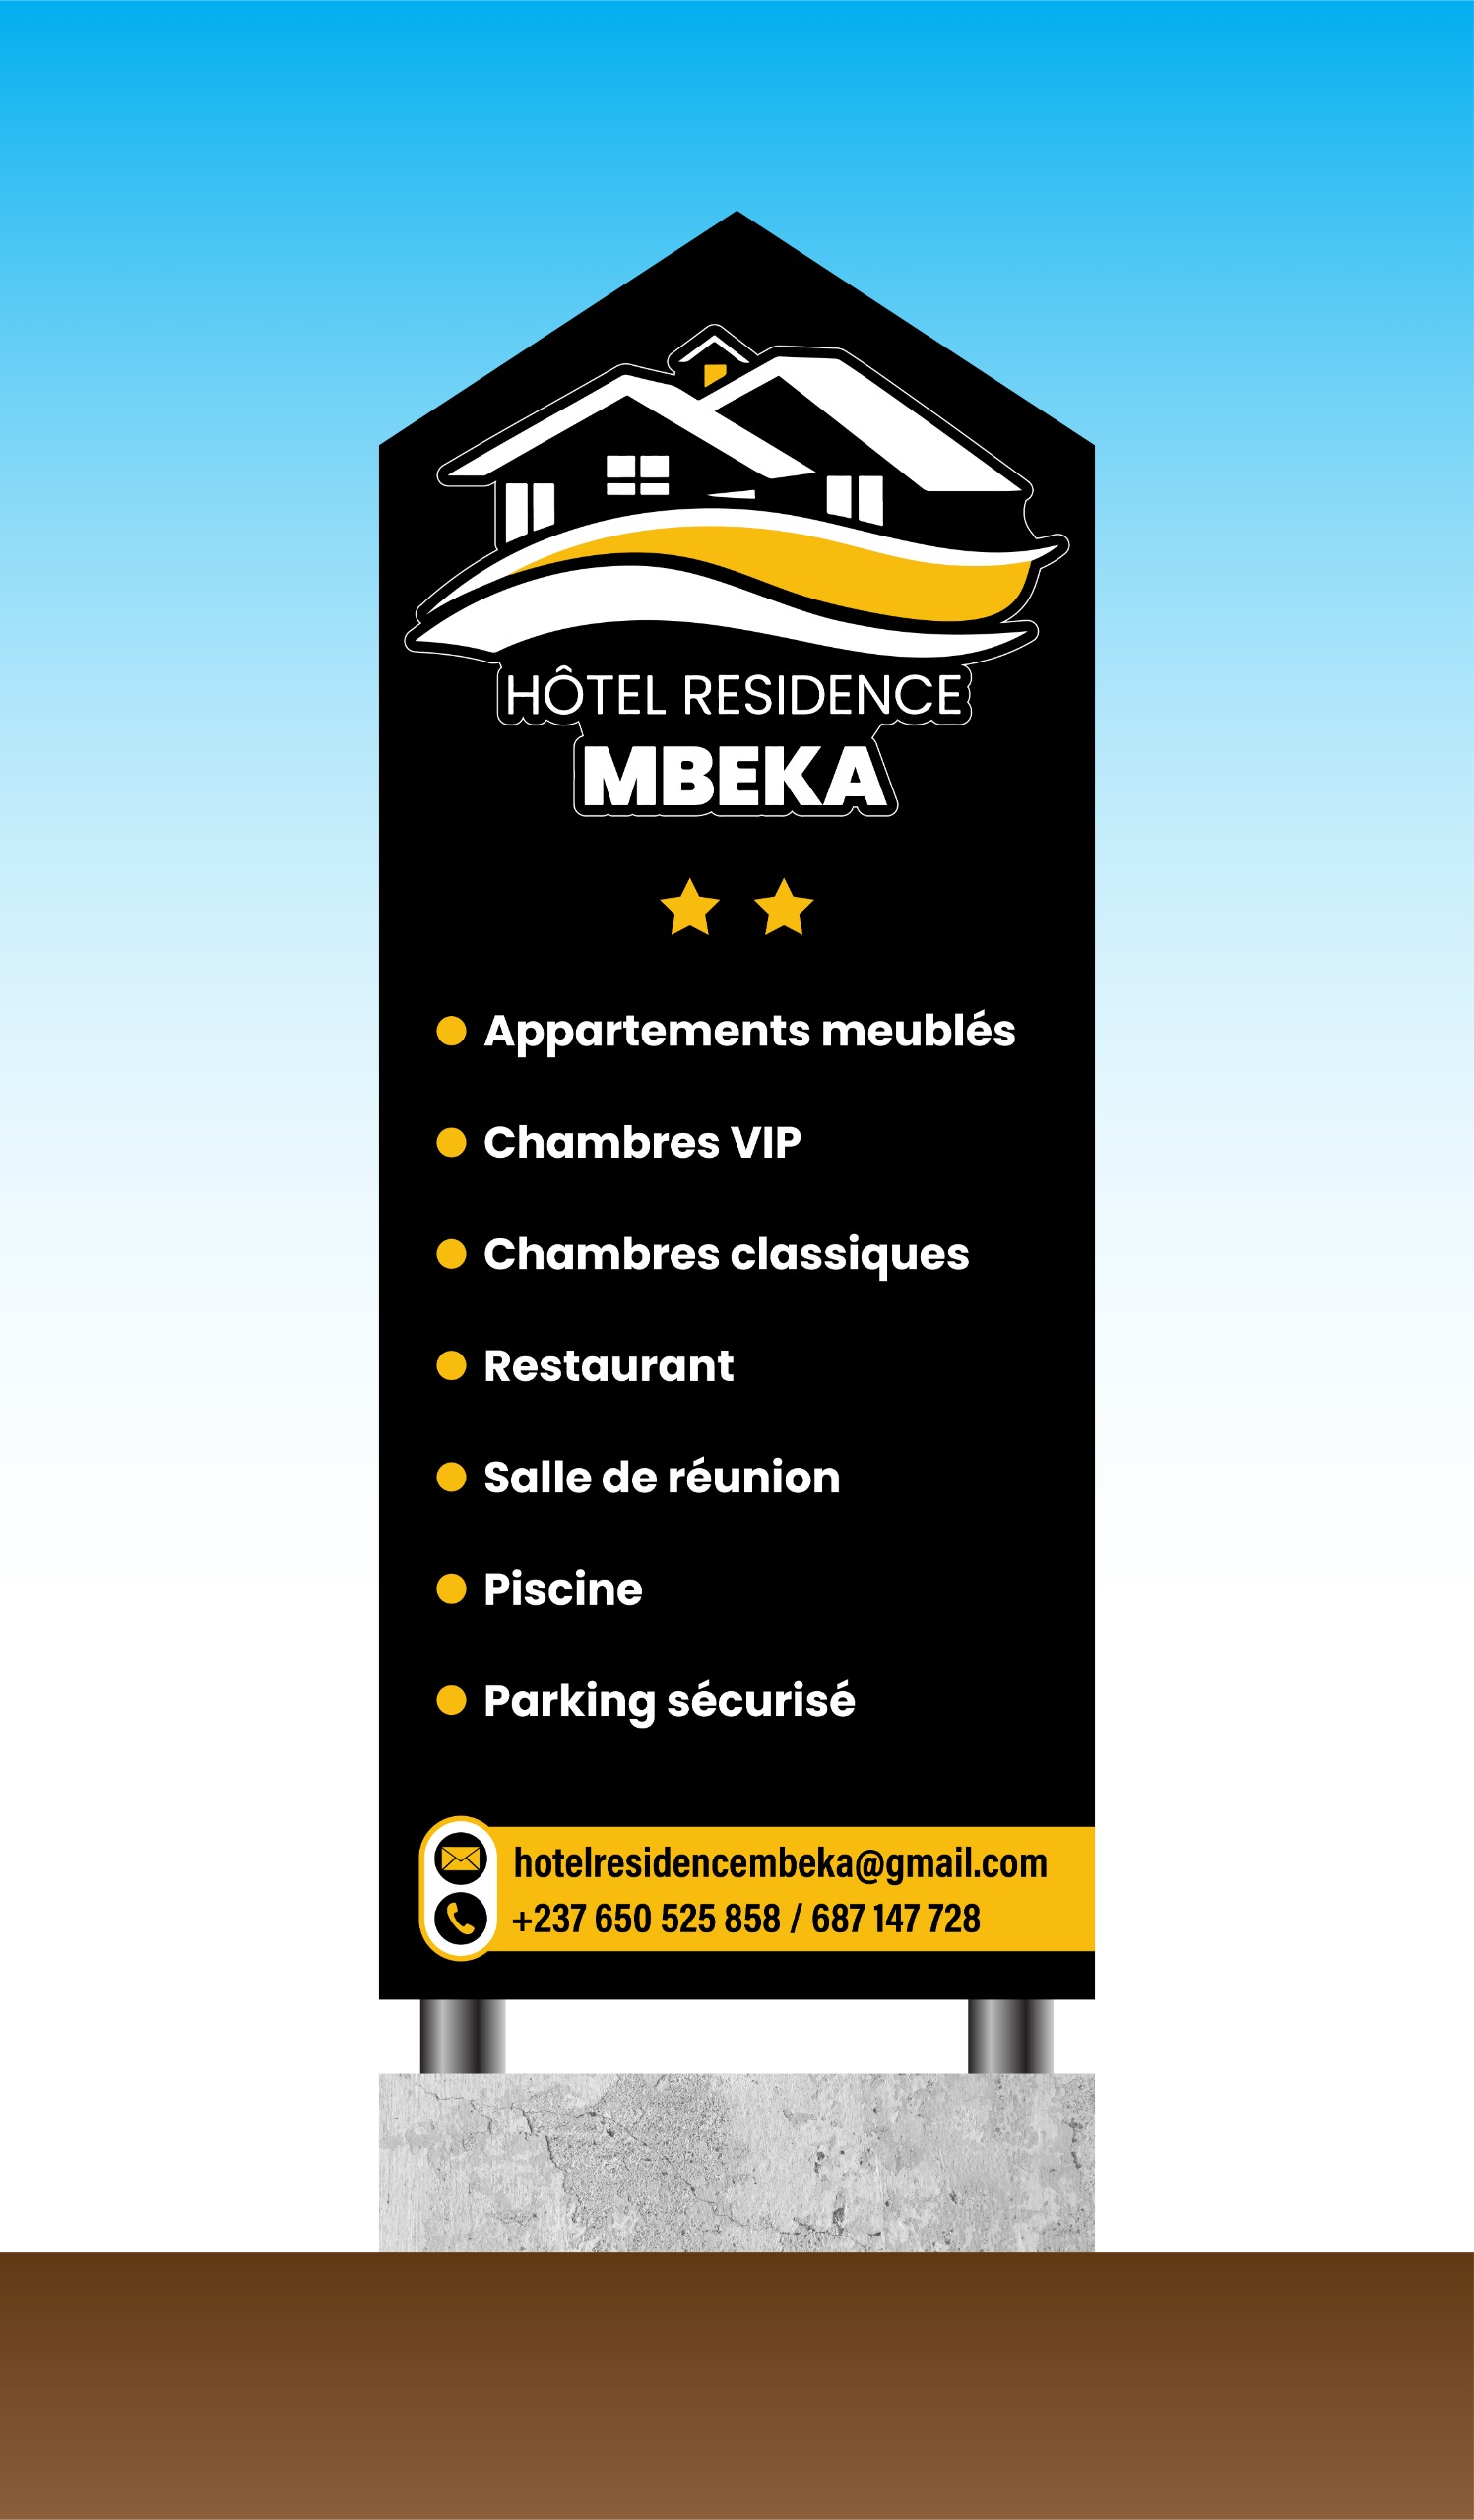 HÔTEL RESIDENCE
MBEKA
Appartements meublés
Chambres VIP
Chambres classiques
Restaurant
Salle de réunion
Piscine
Parking sécurisé
hotelresidencembeka@gmail.com
+237 650 525 858 / 687 147 728